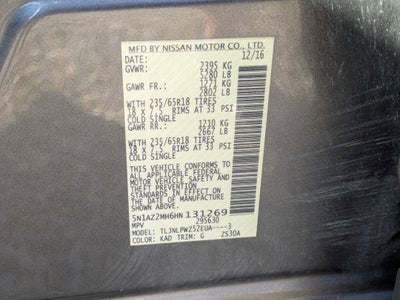 MFD BY NISSAN MOTOR CO., LTD.
DATE: 12/16
GVWR: 2395 KG
5280 LB
GAWR FR.: 1271 KG
2802 LB
WITH 235/65R18 TIRES
18 X 7.5 RIMS AT 33 PSI
COLD SINGLE
GAWR RR.: 1210 KG
2667 LB
WITH 235/65R18 TIRES
18 X 7.5 RIMS AT 33 PSI
COLD SINGLE
THIS VEHICLE CONFORMS TO
ALL APPLICABLE FEDERAL
MOTOR VEHICLE SAFETY
STANDARDS IN EFFECT ON
THE DATE OF MANUFACTURE
SHOWN ABOVE.
5N1AZ2MH6HN131269
MPV 295630
MODEL: TLJNLPWZ52EUA----3
COLOR: KAD TRIM: G ZS30A